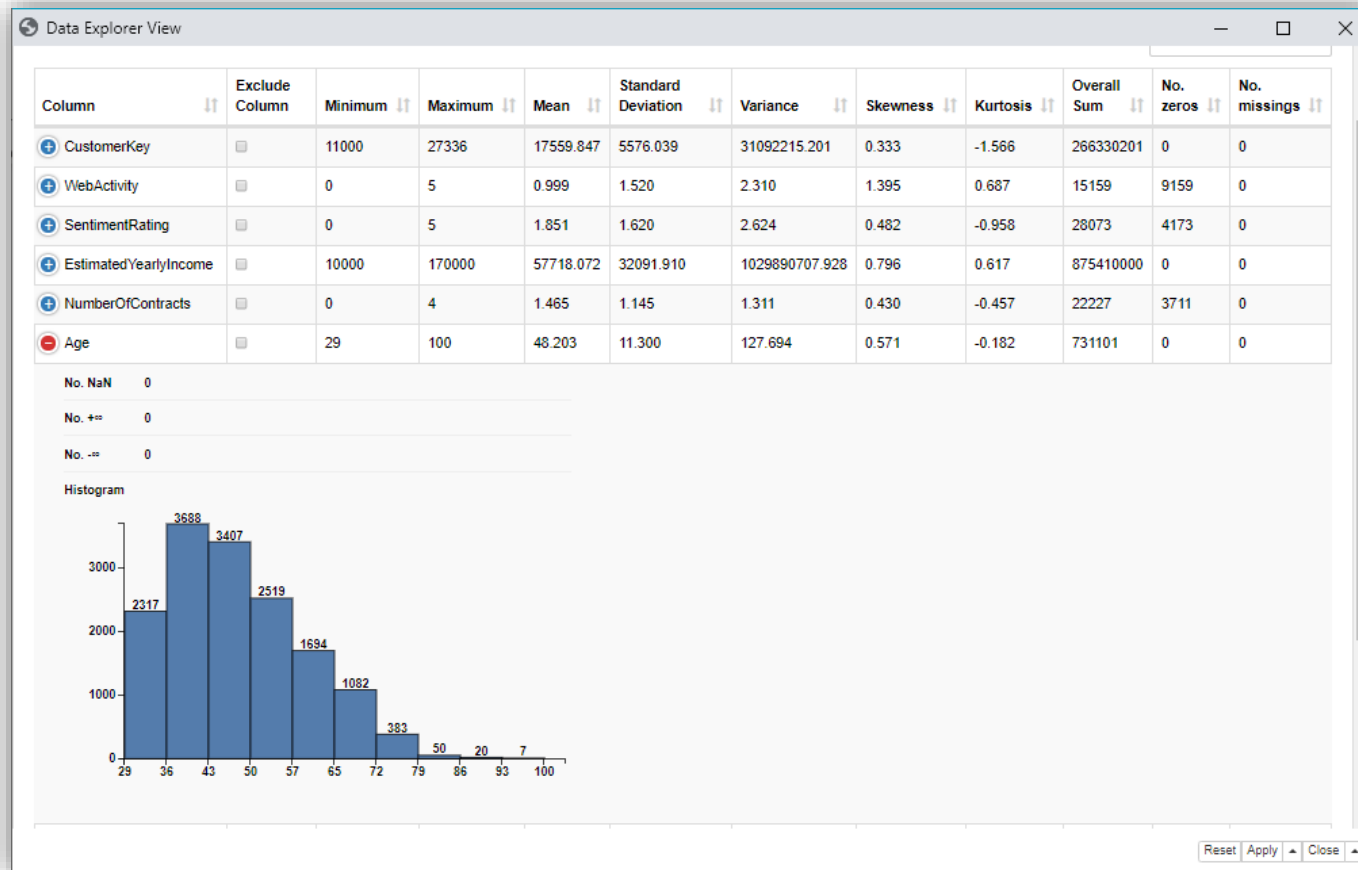 Data Explorer View
Column Exclude Column Minimum Maximum Mean Standard Deviation Variance Skewness Kurtosis Overall Sum No. zeros No. missings
CustomerKey 11000 27336 17559.847 5576.039 31092215.201 0.333 -1.566 266330201 0 0
WebActivity 0 5 0.999 1.520 2.310 1.395 0.687 15159 9159 0
SentimentRating 0 5 1.851 1.620 2.624 0.482 -0.958 28073 4173 0
EstimatedYearlyIncome 10000 170000 57718.072 32091.910 1029890707.928 0.796 0.617 875410000 0 0
NumberOfContracts 0 4 1.465 1.145 1.311 0.430 -0.457 22227 3711 0
Age 29 100 48.203 11.300 127.694 0.571 -0.182 731101 0 0
No. NaN 0
No. +∞ 0
No. -∞ 0
Histogram
3688
3407
3000
2519
2317
2000
1694
1082
1000
383
50 20 7
0
29 36 43 50 57 65 72 79 86 93 100
Reset Apply Close